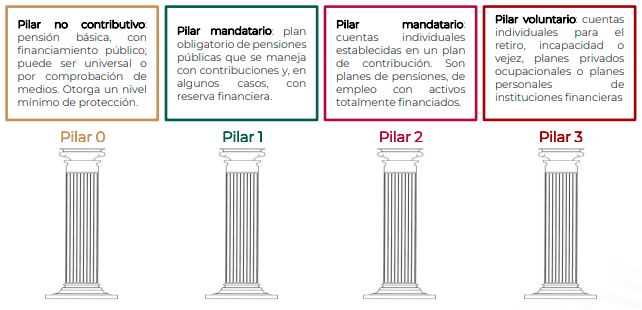 Pilar no contributivo:
pensión básica, con
financiamiento público;
puede ser universal o
por comprobación de
medios. Otorga un nivel
mínimo de protección.
Pilar 0
Pilar mandatario: plan
obligatorio de pensiones
públicas que se maneja
con contribuciones y, en
algunos casos, con
reserva financiera.
Pilar 1
Pilar mandatario:
cuentas individuales
establecidas en un plan
de contribución. Son
planes de pensiones, de
empleo con activos
totalmente financiados.
Pilar 2
Pilar voluntario: cuentas
individuales para el
retiro, incapacidad o
vejez, planes privados
ocupacionales o planes
personales de
instituciones financieras
Pilar 3